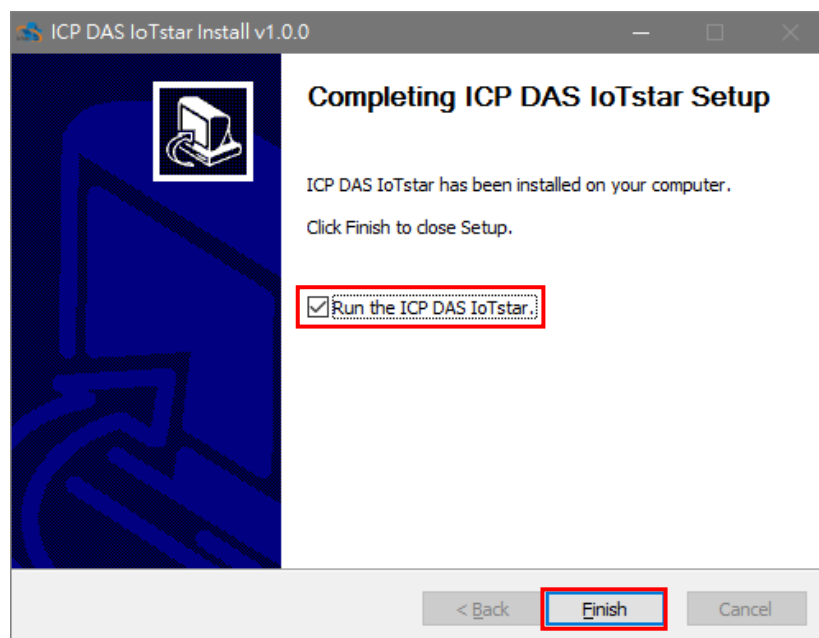 ICP DAS IoTstar Install v1.0.0
Completing ICP DAS IoTstar Setup
ICP DAS IoTstar has been installed on your computer.
Click Finish to close Setup.
Run the ICP DAS IoTstar.
< Back
Finish
Cancel